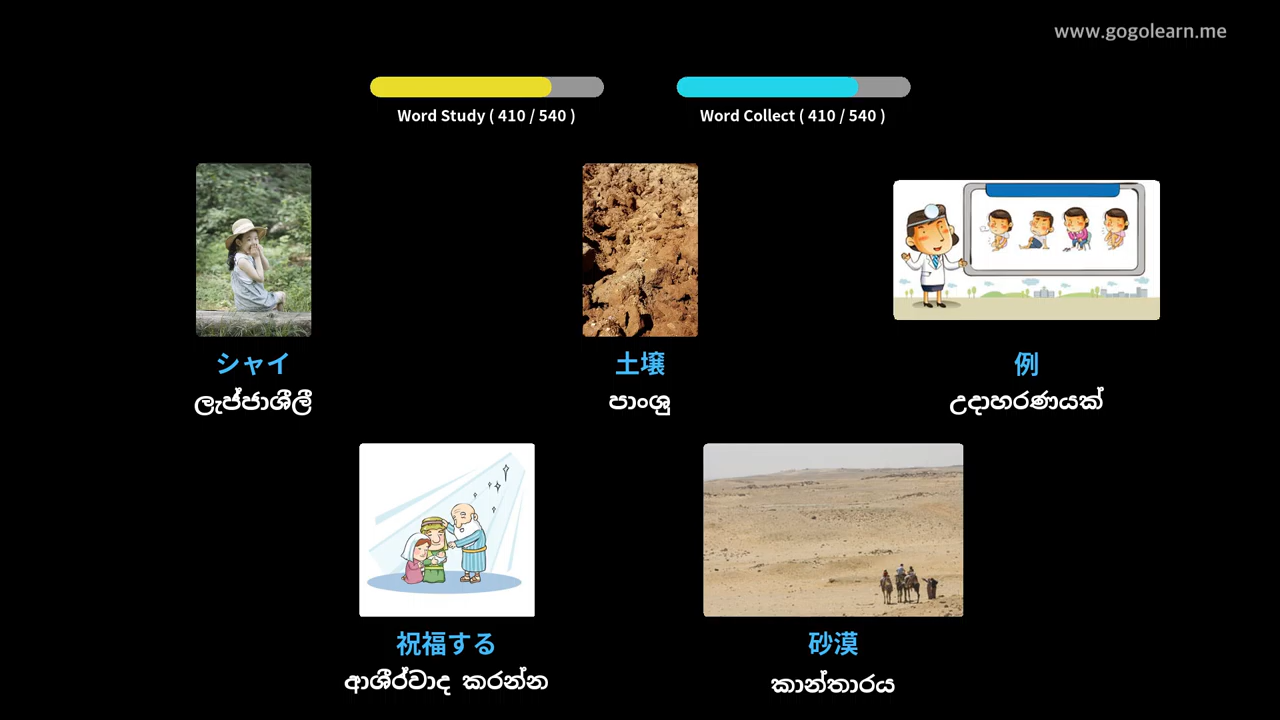 www.gogolearn.me
Word Study ( 410 / 540 )
Word Collect ( 410 / 540 )
シャイ
ලැජ්ජාශීලී
土壌
පාංශු
例
උදාහරණයක්
祝福する
ආශීර්වාද කරන්න
砂漠
කාන්තාරය